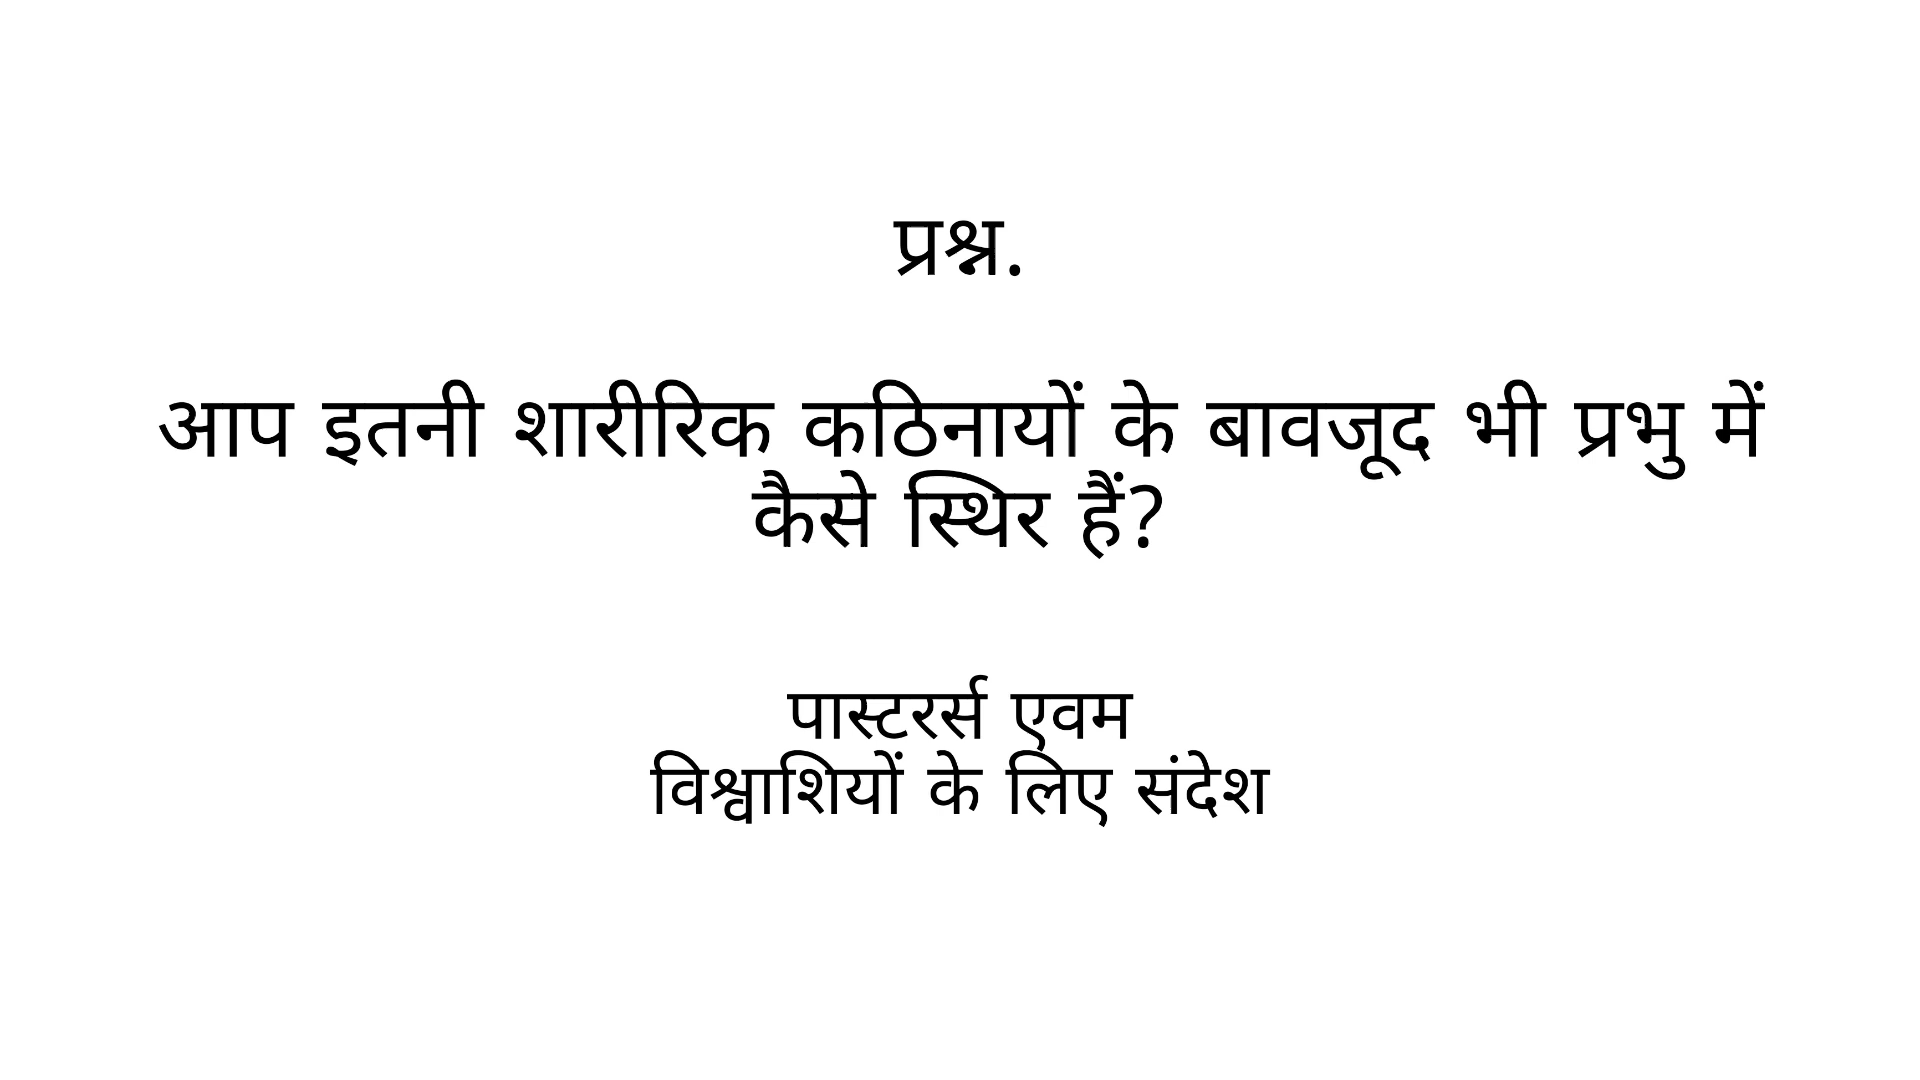 प्रश्न.
आप इतनी शारीरिक कठिनायों के बावजूद भी प्रभु में
कैसे स्थिर हैं?
पास्टरर्स एवम
विश्वाशियों के लिए संदेश